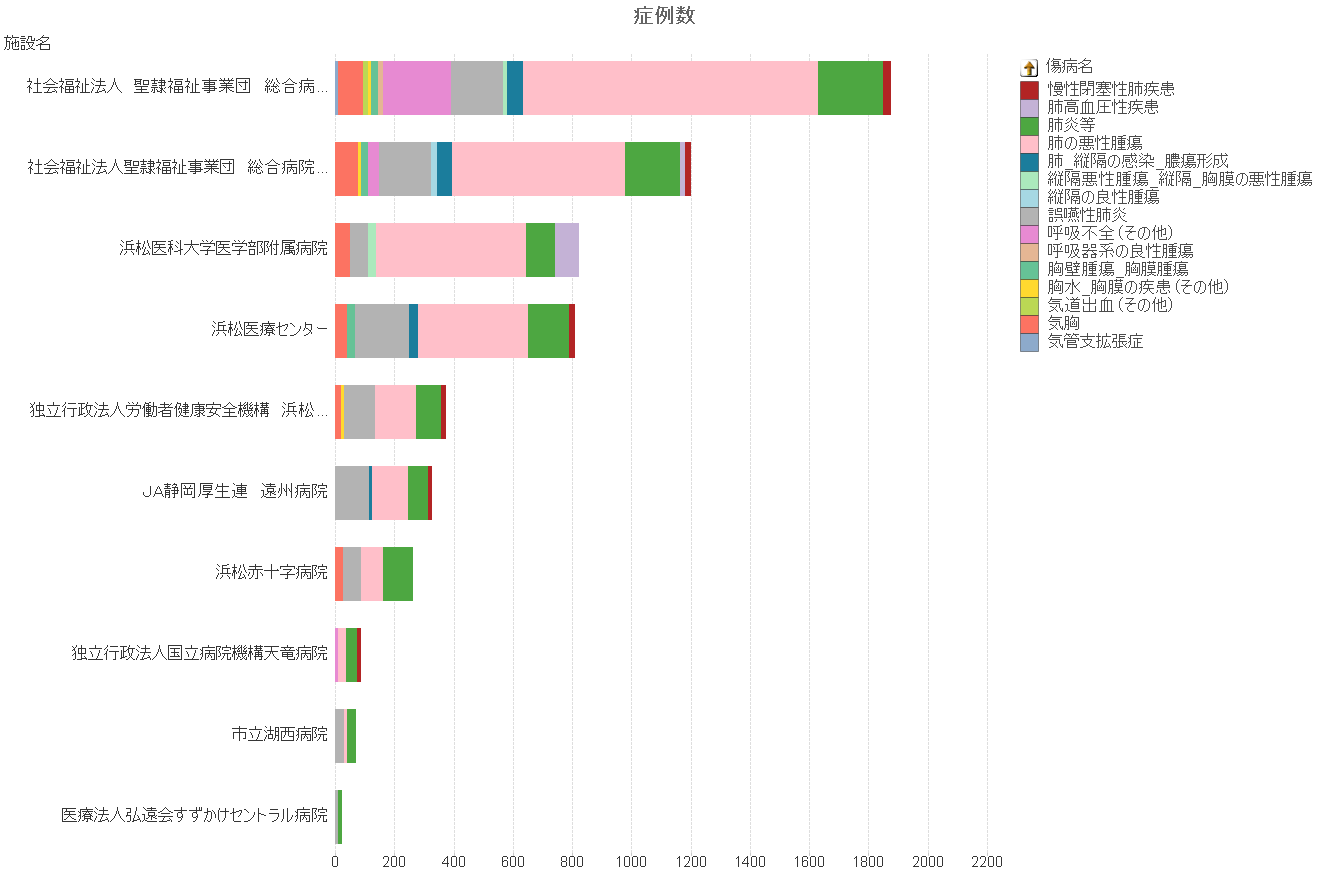 症例数
施設名
社会福祉法人　聖隷福祉事業団　総合病...
社会福祉法人聖隷福祉事業団　総合病院...
浜松医科大学医学部附属病院
浜松医療センター
独立行政法人労働者健康安全機構　浜松...
JA静岡厚生連　遠州病院
浜松赤十字病院
独立行政法人国立病院機構天竜病院
市立湖西病院
医療法人弘遠会すずかけセントラル病院
0 200 400 600 800 1000 1200 1400 1600 1800 2000 2200
傷病名
慢性閉塞性肺疾患
肺高血圧性疾患
肺炎等
肺の悪性腫瘍
肺_縦隔の感染_膿瘍形成
縦隔悪性腫瘍_縦隔_胸膜の悪性腫瘍
縦隔の良性腫瘍
誤嚥性肺炎
呼吸不全(その他)
呼吸器系の良性腫瘍
胸壁腫瘍_胸膜腫瘍
胸水_胸膜の疾患(その他)
気道出血(その他)
気胸
気管支拡張症